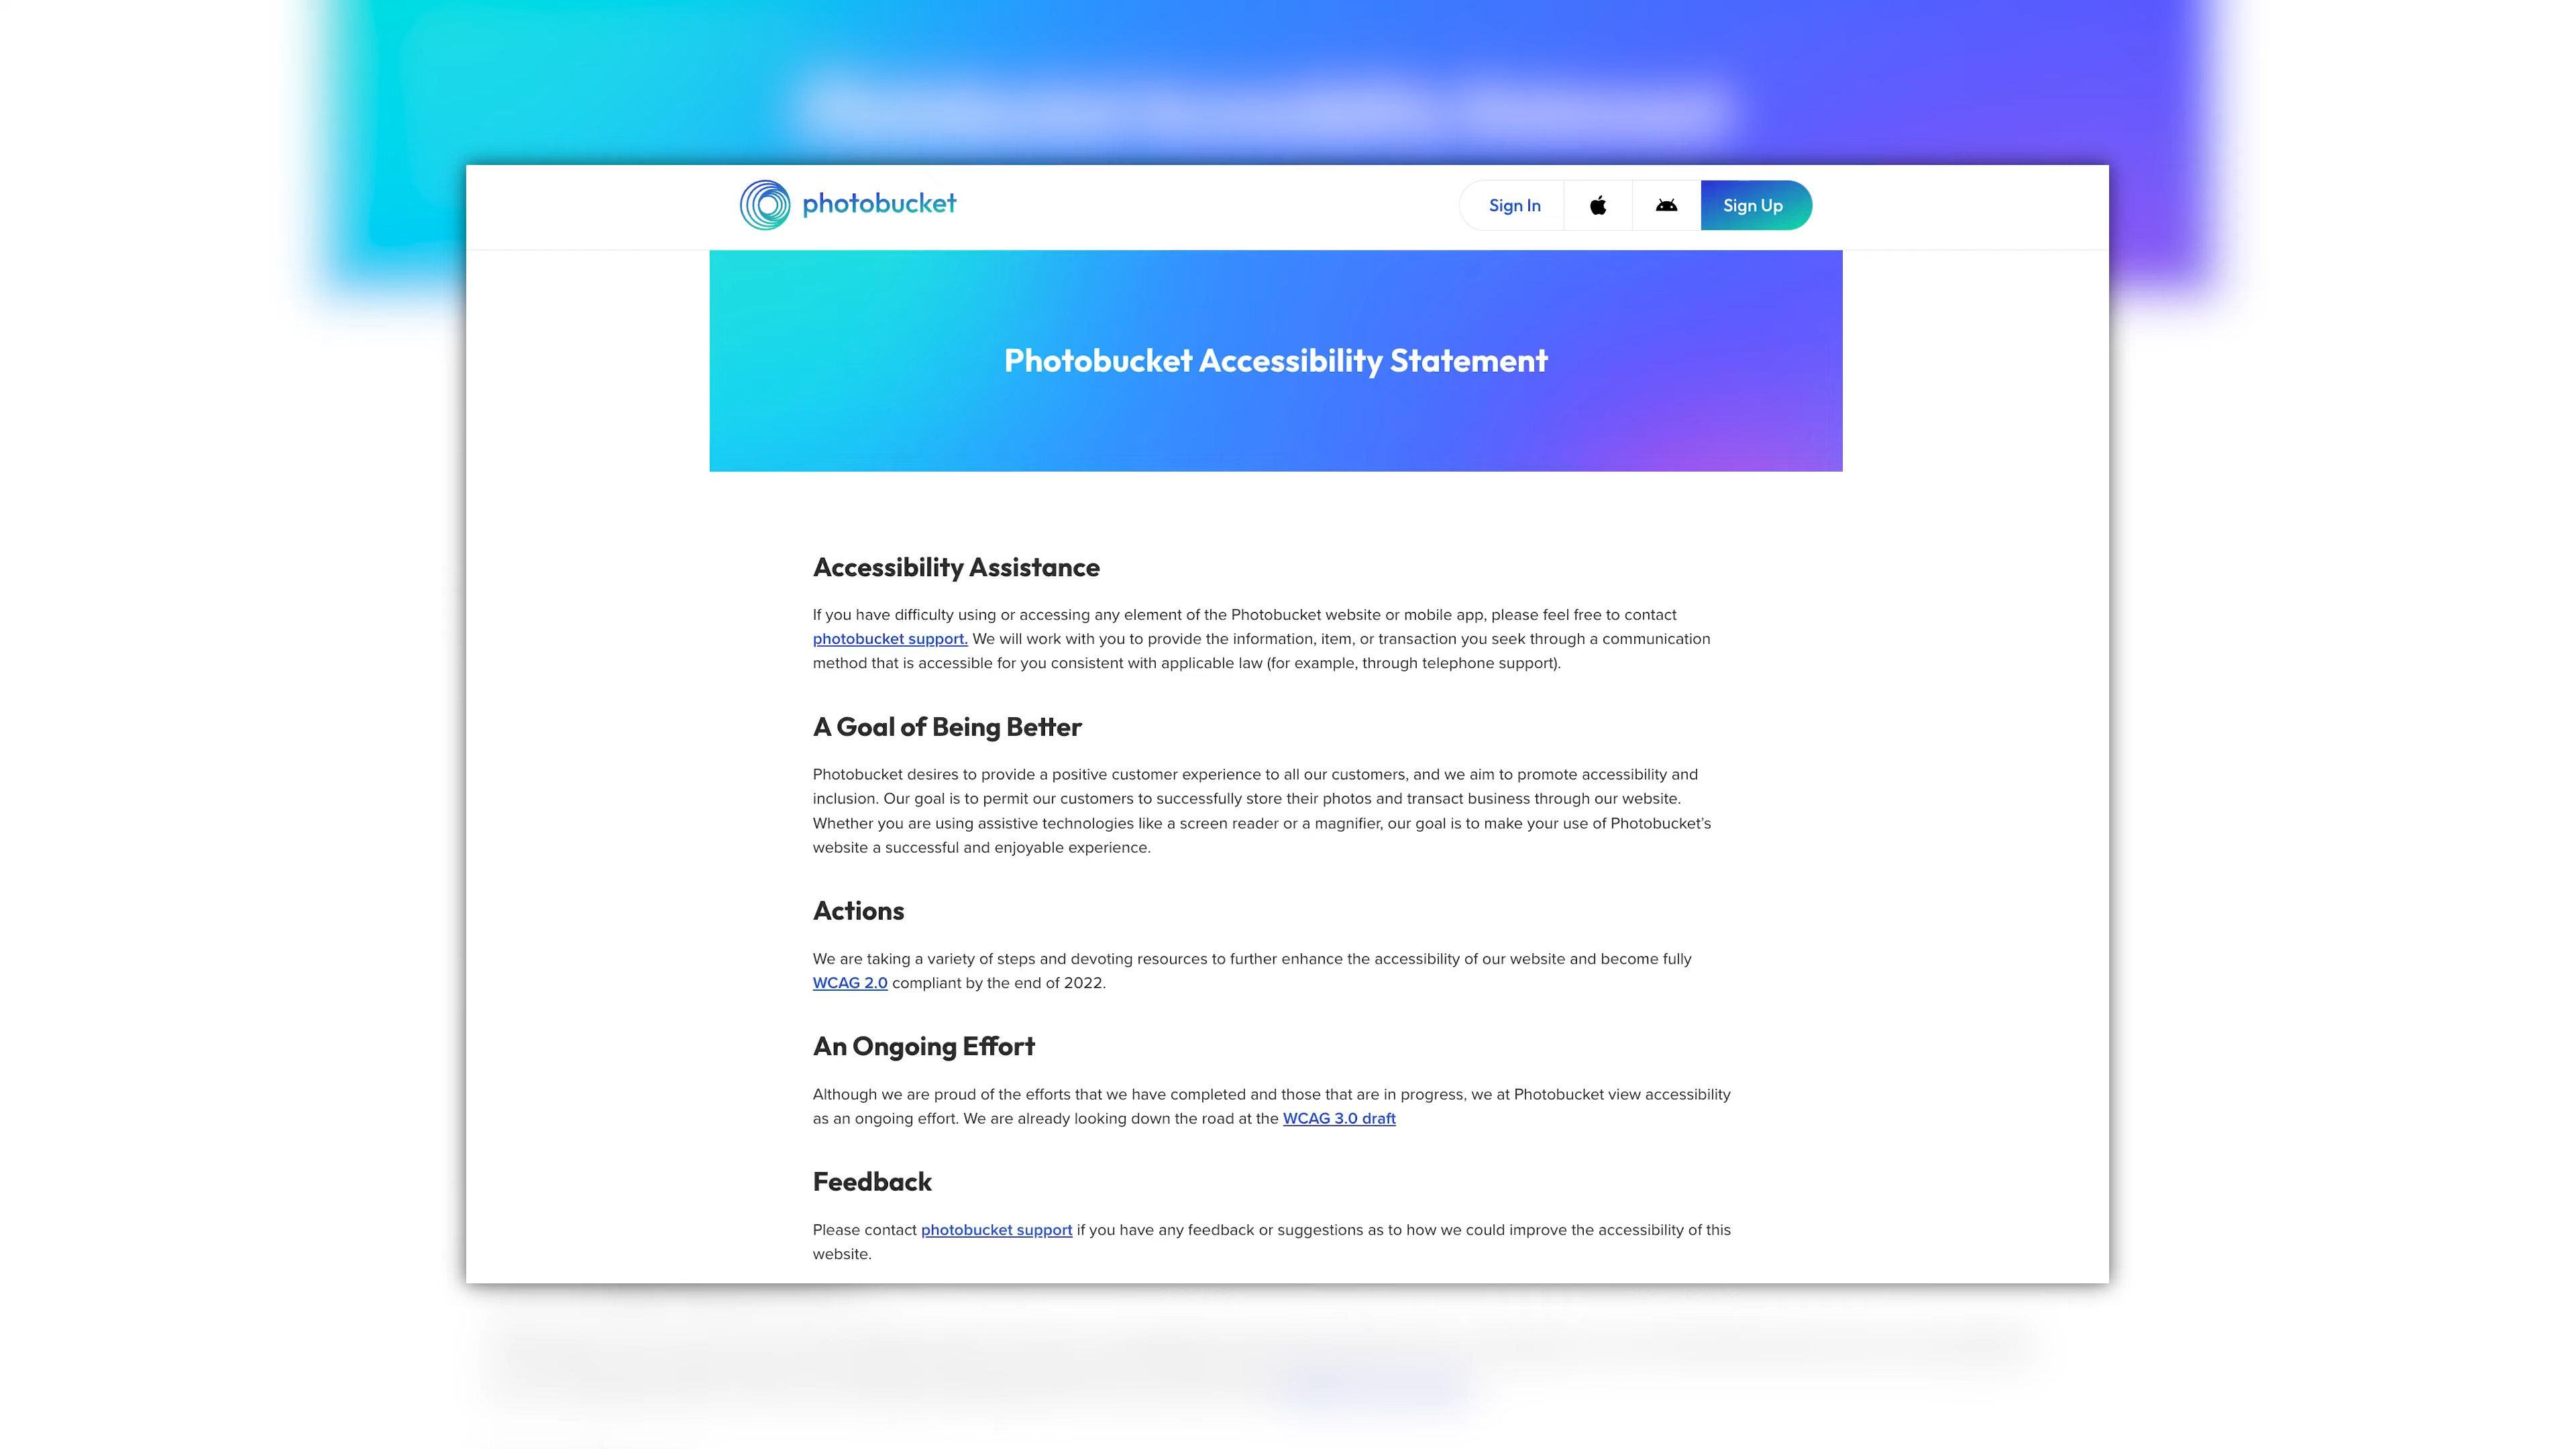 photobucket
Sign In
Sign Up
Photobucket Accessibility Statement
Accessibility Assistance
If you have difficulty using or accessing any element of the Photobucket website or mobile app, please feel free to contact
photobucket support. We will work with you to provide the information, item, or transaction you seek through a communication
method that is accessible for you consistent with applicable law (for example, through telephone support).
A Goal of Being Better
Photobucket desires to provide a positive customer experience to all our customers, and we aim to promote accessibility and
inclusion. Our goal is to permit our customers to successfully store their photos and transact business through our website.
Whether you are using assistive technologies like a screen reader or a magnifier, our goal is to make your use of Photobucket's
website a successful and enjoyable experience.
Actions
We are taking a variety of steps and devoting resources to further enhance the accessibility of our website and become fully
WCAG 2.0 compliant by the end of 2022.
An Ongoing Effort
Although we are proud of the efforts that we have completed and those that are in progress, we at Photobucket view accessibility
as an ongoing effort. We are already looking down the road at the WCAG 3.0 draft
Feedback
Please contact photobucket support if you have any feedback or suggestions as to how we could improve the accessibility of this
website.